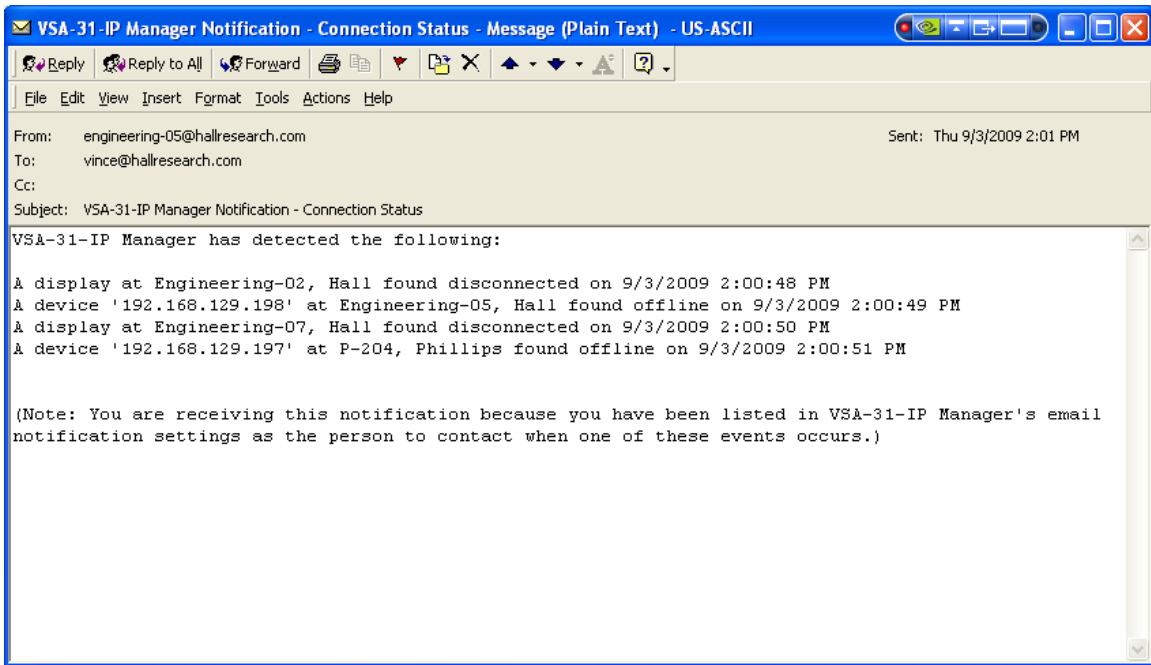 VSA-31-IP Manager Notification - Connection Status - Message (Plain Text) - US-ASCII
Reply Reply to All Forward
File Edit View Insert Format Tools Actions Help
From: engineering-05@hallresearch.com Sent: Thu 9/3/2009 2:01 PM
To: vince@hallresearch.com
Cc:
Subject: VSA-31-IP Manager Notification - Connection Status
VSA-31-IP Manager has detected the following:
A display at Engineering-02, Hall found disconnected on 9/3/2009 2:00:48 PM
A device '192.168.129.198' at Engineering-05, Hall found offline on 9/3/2009 2:00:49 PM
A display at Engineering-07, Hall found disconnected on 9/3/2009 2:00:50 PM
A device '192.168.129.197' at P-204, Phillips found offline on 9/3/2009 2:00:51 PM
(Note: You are receiving this notification because you have been listed in VSA-31-IP Manager's email
notification settings as the person to contact when one of these events occurs.)